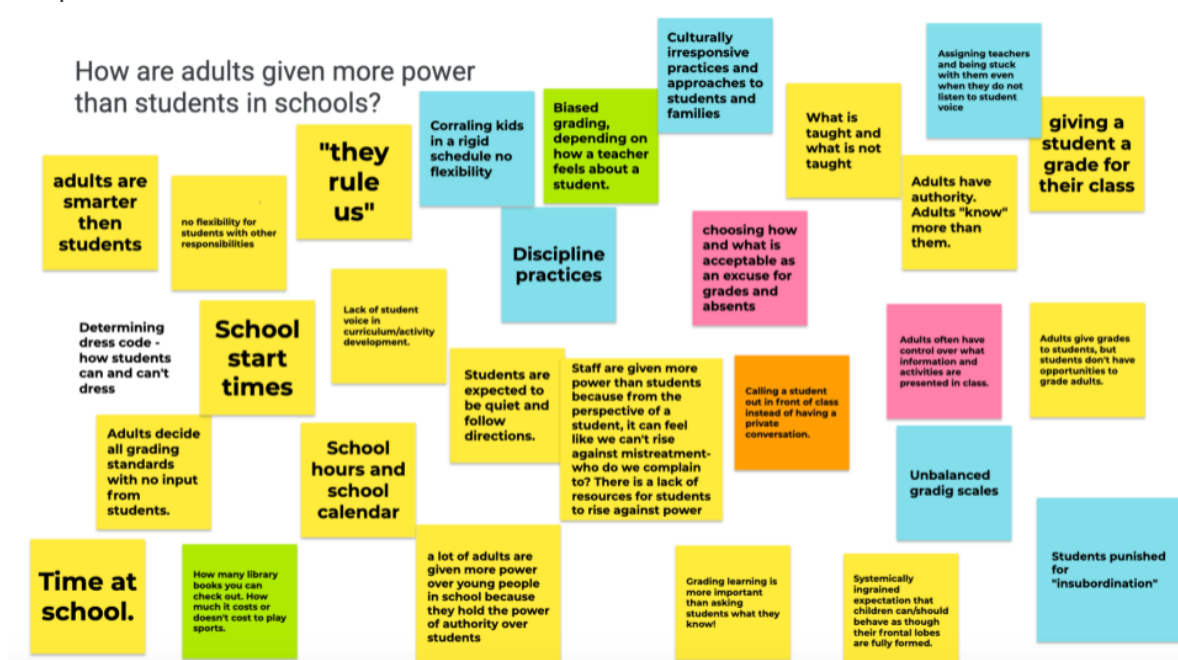 How are adults given more power
than students in schools?
Culturally
irresponsive
practices and
approaches to
students and
families
Assigning teachers
and being stuck
with them even
when they do not
listen to student
voice
Corraling kids
in a rigid
schedule no
flexibility
Biased
grading,
depending on
how a teacher
feels about a
student.
What is
taught and
what is not
taught
giving a
student a
grade for
their class
"they
rule
us"
adults are
smarter
then
students
no flexibility for
students with other
responsibilities
Adults have
authority.
Adults "know"
more than
them.
Discipline
practices
choosing how
and what is
acceptable as
an excuse for
grades and
absents
Determining
dress code -
how students
can and can't
dress
School
start
times
Lack of student
voice in
curriculum/activity
development.
Students are
expected to
be quiet and
follow
directions.
Staff are given more
power than students
because from the
perspective of a
student, it can feel
like we can't rise
against mistreatment-
who do we complain
to? There is a lack of
resources for students
to rise against power
Calling a student
out in front of class
instead of having a
private
conversation.
Adults often have
control over what
information and
activities are
presented in class.
Adults give grades
to students, but
students don't have
opportunities to
grade adults.
Adults decide
all grading
standards
with no input
from
students.
School
hours and
school
calendar
Unbalanced
gradig scales
Time at
school.
How many library
books you can
check out. How
much it costs or
doesn't cost to play
sports.
a lot of adults are
given more power
over young people
in school because
they hold the power
of authority over
students
Grading learning is
more important
than asking
students what they
know!
Systemically
ingrained
expectation that
children can/should
behave as though
their frontal lobes
are fully formed.
Students punished
for
"insubordination"